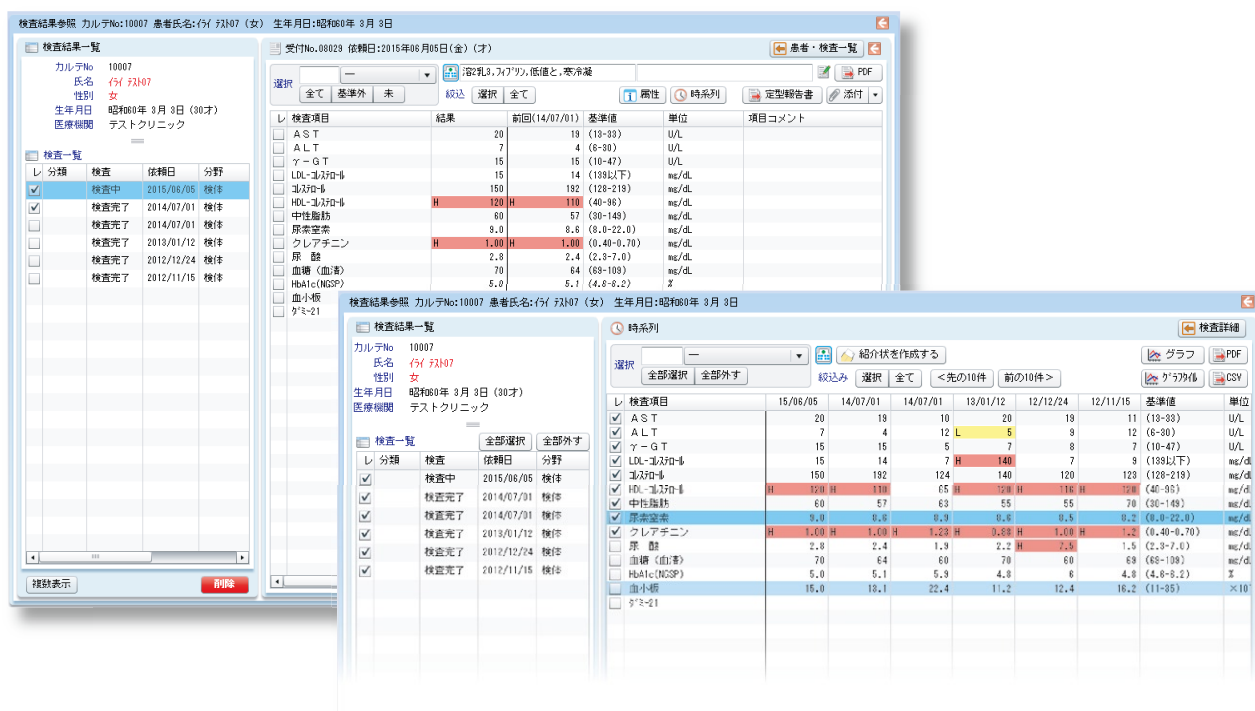 検査結果参照 カルテNo:10007 患者氏名:ｲﾗｲ ﾃｽﾄ07（女） 生年月日:昭和60年 3月 3日
検査結果一覧
カルテNo 10007
氏名 ｲﾗｲ ﾃｽﾄ07
性別 女
生年月日 昭和60年 3月 3日（30才）
医療機関 テストクリニック
検査一覧
レ 分類 検査 依頼日 分野
検査中 2015/06/05 検体
検査完了 2014/07/01 検体
検査完了 2014/07/01 検体
検査完了 2013/01/12 検体
検査完了 2012/12/24 検体
検査完了 2012/11/15 検体
複数表示 削除
受付No.08029 依頼日:2015年06月05日(金)（才） 患者・検査一覧
選択 ― 溶2乳3,ﾌｨﾌﾞﾘﾝ,低値と,寒冷凝 PDF
全て 基準外 未 絞込 選択 全て 属性 時系列 定型報告書 添付
レ 検査項目 結果 前回(14/07/01) 基準値 単位 項目コメント
ＡＳＴ 20 19 (13-33) U/L
ＡＬＴ 7 4 (6-30) U/L
γ－ＧＴ 15 15 (10-47) U/L
LDL-ｺﾚｽﾃﾛｰﾙ 15 14 (139以下) mg/dL
ｺﾚｽﾃﾛｰﾙ 150 192 (128-219) mg/dL
HDL-ｺﾚｽﾃﾛｰﾙ H 120 H 110 (40-96) mg/dL
中性脂肪 60 57 (30-149) mg/dL
尿素窒素 9.0 8.6 (8.0-22.0) mg/dL
クレアチニン H 1.00 H 1.00 (0.40-0.70) mg/dL
尿　酸 2.8 2.4 (2.3-7.0) mg/dL
血糖（血清） 70 64 (69-109) mg/dL
HbA1c(NGSP) 5.0 5.1 (4.6-6.2) %
血小板
ｸﾞﾐ-21
検査結果参照 カルテNo:10007 患者氏名:ｲﾗｲ ﾃｽﾄ07（女） 生年月日:昭和60年 3月 3日
検査結果一覧
カルテNo 10007
氏名 ｲﾗｲ ﾃｽﾄ07
性別 女
生年月日 昭和60年 3月 3日（30才）
医療機関 テストクリニック
検査一覧 全部選択 全部外す
レ 分類 検査 依頼日 分野
検査中 2015/06/05 検体
検査完了 2014/07/01 検体
検査完了 2014/07/01 検体
検査完了 2013/01/12 検体
検査完了 2012/12/24 検体
検査完了 2012/11/15 検体
時系列 検査詳細
選択 ― 紹介状を作成する グラフ PDF
全部選択 全部外す 絞込み 選択 全て ＜先の10件 前の10件＞ ｸﾞﾗﾌﾀｲﾙ CSV
レ 検査項目 15/06/05 14/07/01 14/07/01 13/01/12 12/12/24 12/11/15 基準値 単位
ＡＳＴ 20 19 10 20 19 11 (13-33) U/L
ＡＬＴ 7 4 12 L 5 9 12 (6-30) U/L
γ－ＧＴ 15 15 5 7 8 7 (10-47) U/L
LDL-ｺﾚｽﾃﾛｰﾙ 15 14 7 H 140 7 9 (139以下) mg/dL
ｺﾚｽﾃﾛｰﾙ 150 192 124 140 120 123 (128-219) mg/dL
HDL-ｺﾚｽﾃﾛｰﾙ H 120 H 110 65 H 120 H 116 H 120 (40-96) mg/dL
中性脂肪 60 57 63 55 55 70 (30-149) mg/dL
尿素窒素 9.0 8.6 8.9 8.6 8.5 8.2 (8.0-22.0) mg/dL
クレアチニン H 1.00 H 1.00 H 1.23 H 0.88 H 1.00 H 1.2 (0.40-0.70) mg/dL
尿　酸 2.8 2.4 1.9 2.2 H 7.5 1.5 (2.3-7.0) mg/dL
血糖（血清） 70 64 60 70 60 69 (69-109) mg/dL
HbA1c(NGSP) 5.0 5.1 5.9 4.8 6 4.8 (4.6-6.2) %
血小板 15.0 13.1 22.4 11.2 12.4 16.2 (11-35) ×10
ｸﾞﾐ-21